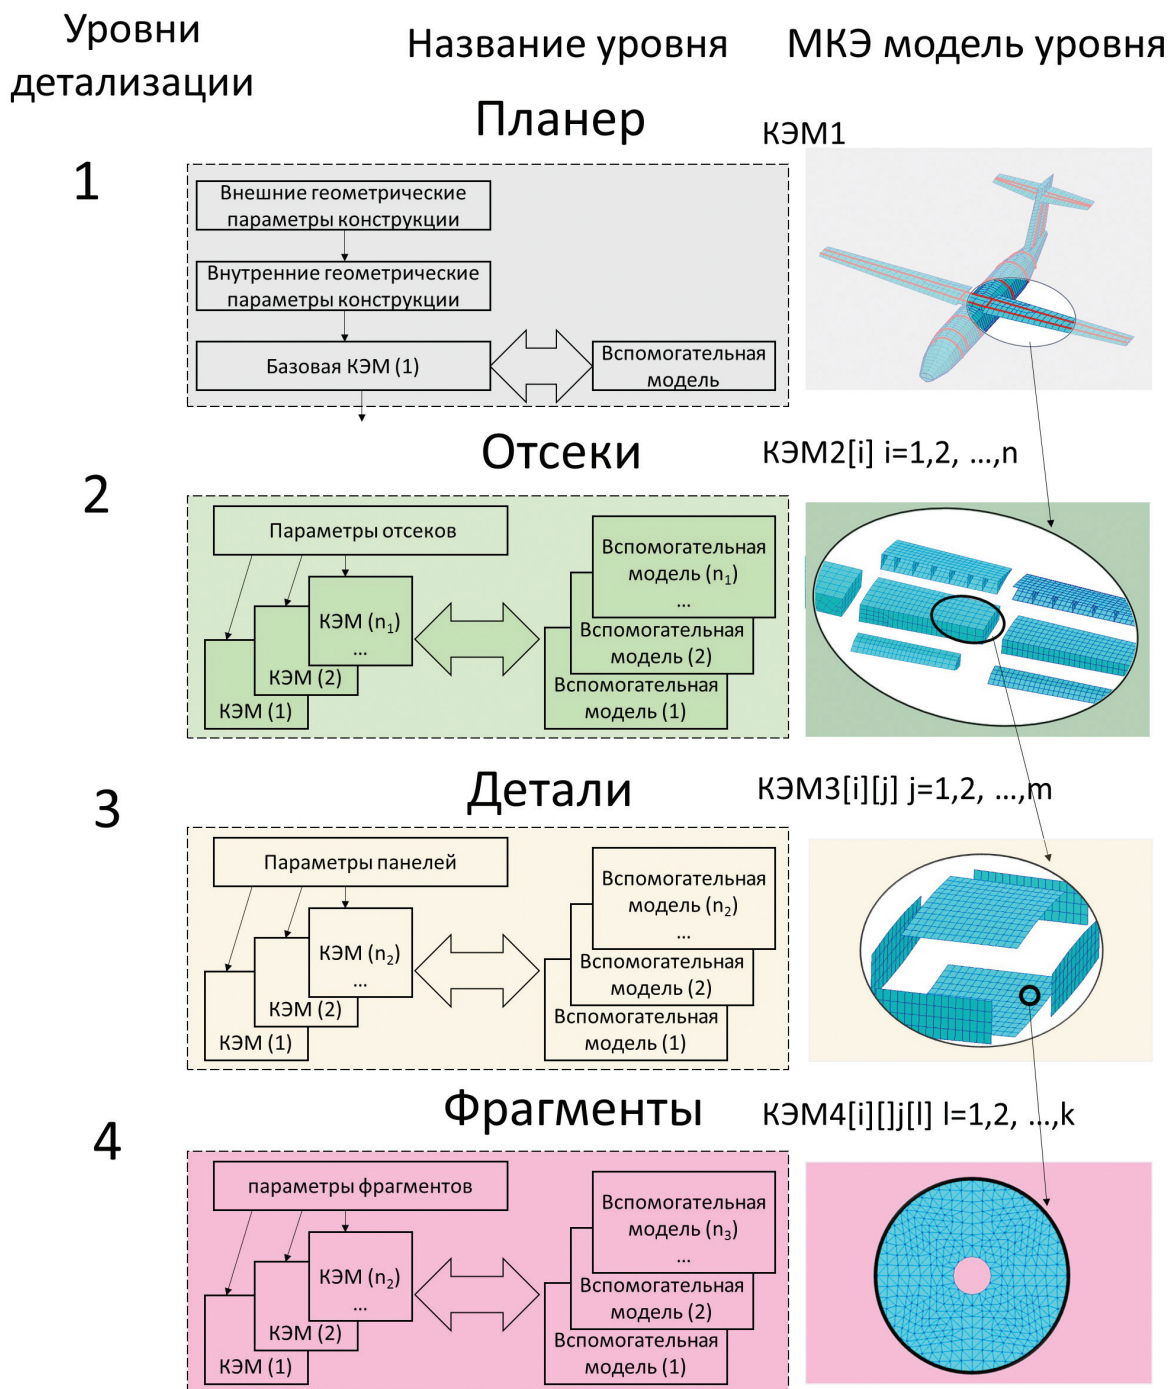 Уровни
детализации
Название уровня
МКЭ модель уровня
Планер
КЭМ1
1
Внешние геометрические
параметры конструкции
Внутренние геометрические
параметры конструкции
Базовая КЭМ (1)
Вспомогательная
модель
Отсеки
КЭМ2[i] i=1,2, ...,n
2
Параметры отсеков
КЭМ (n₁)
...
КЭМ (2)
КЭМ (1)
Вспомогательная
модель (n₁)
...
Вспомогательная
модель (2)
Вспомогательная
модель (1)
Детали
КЭМ3[i][j] j=1,2, ...,m
3
Параметры панелей
КЭМ (n₂)
...
КЭМ (2)
КЭМ (1)
Вспомогательная
модель (n₂)
...
Вспомогательная
модель (2)
Вспомогательная
модель (1)
Фрагменты
КЭМ4[i][]j[l] l=1,2, ...,k
4
параметры фрагментов
КЭМ (n₂)
...
КЭМ (2)
КЭМ (1)
Вспомогательная
модель (n₃)
...
Вспомогательная
модель (2)
Вспомогательная
модель (1)